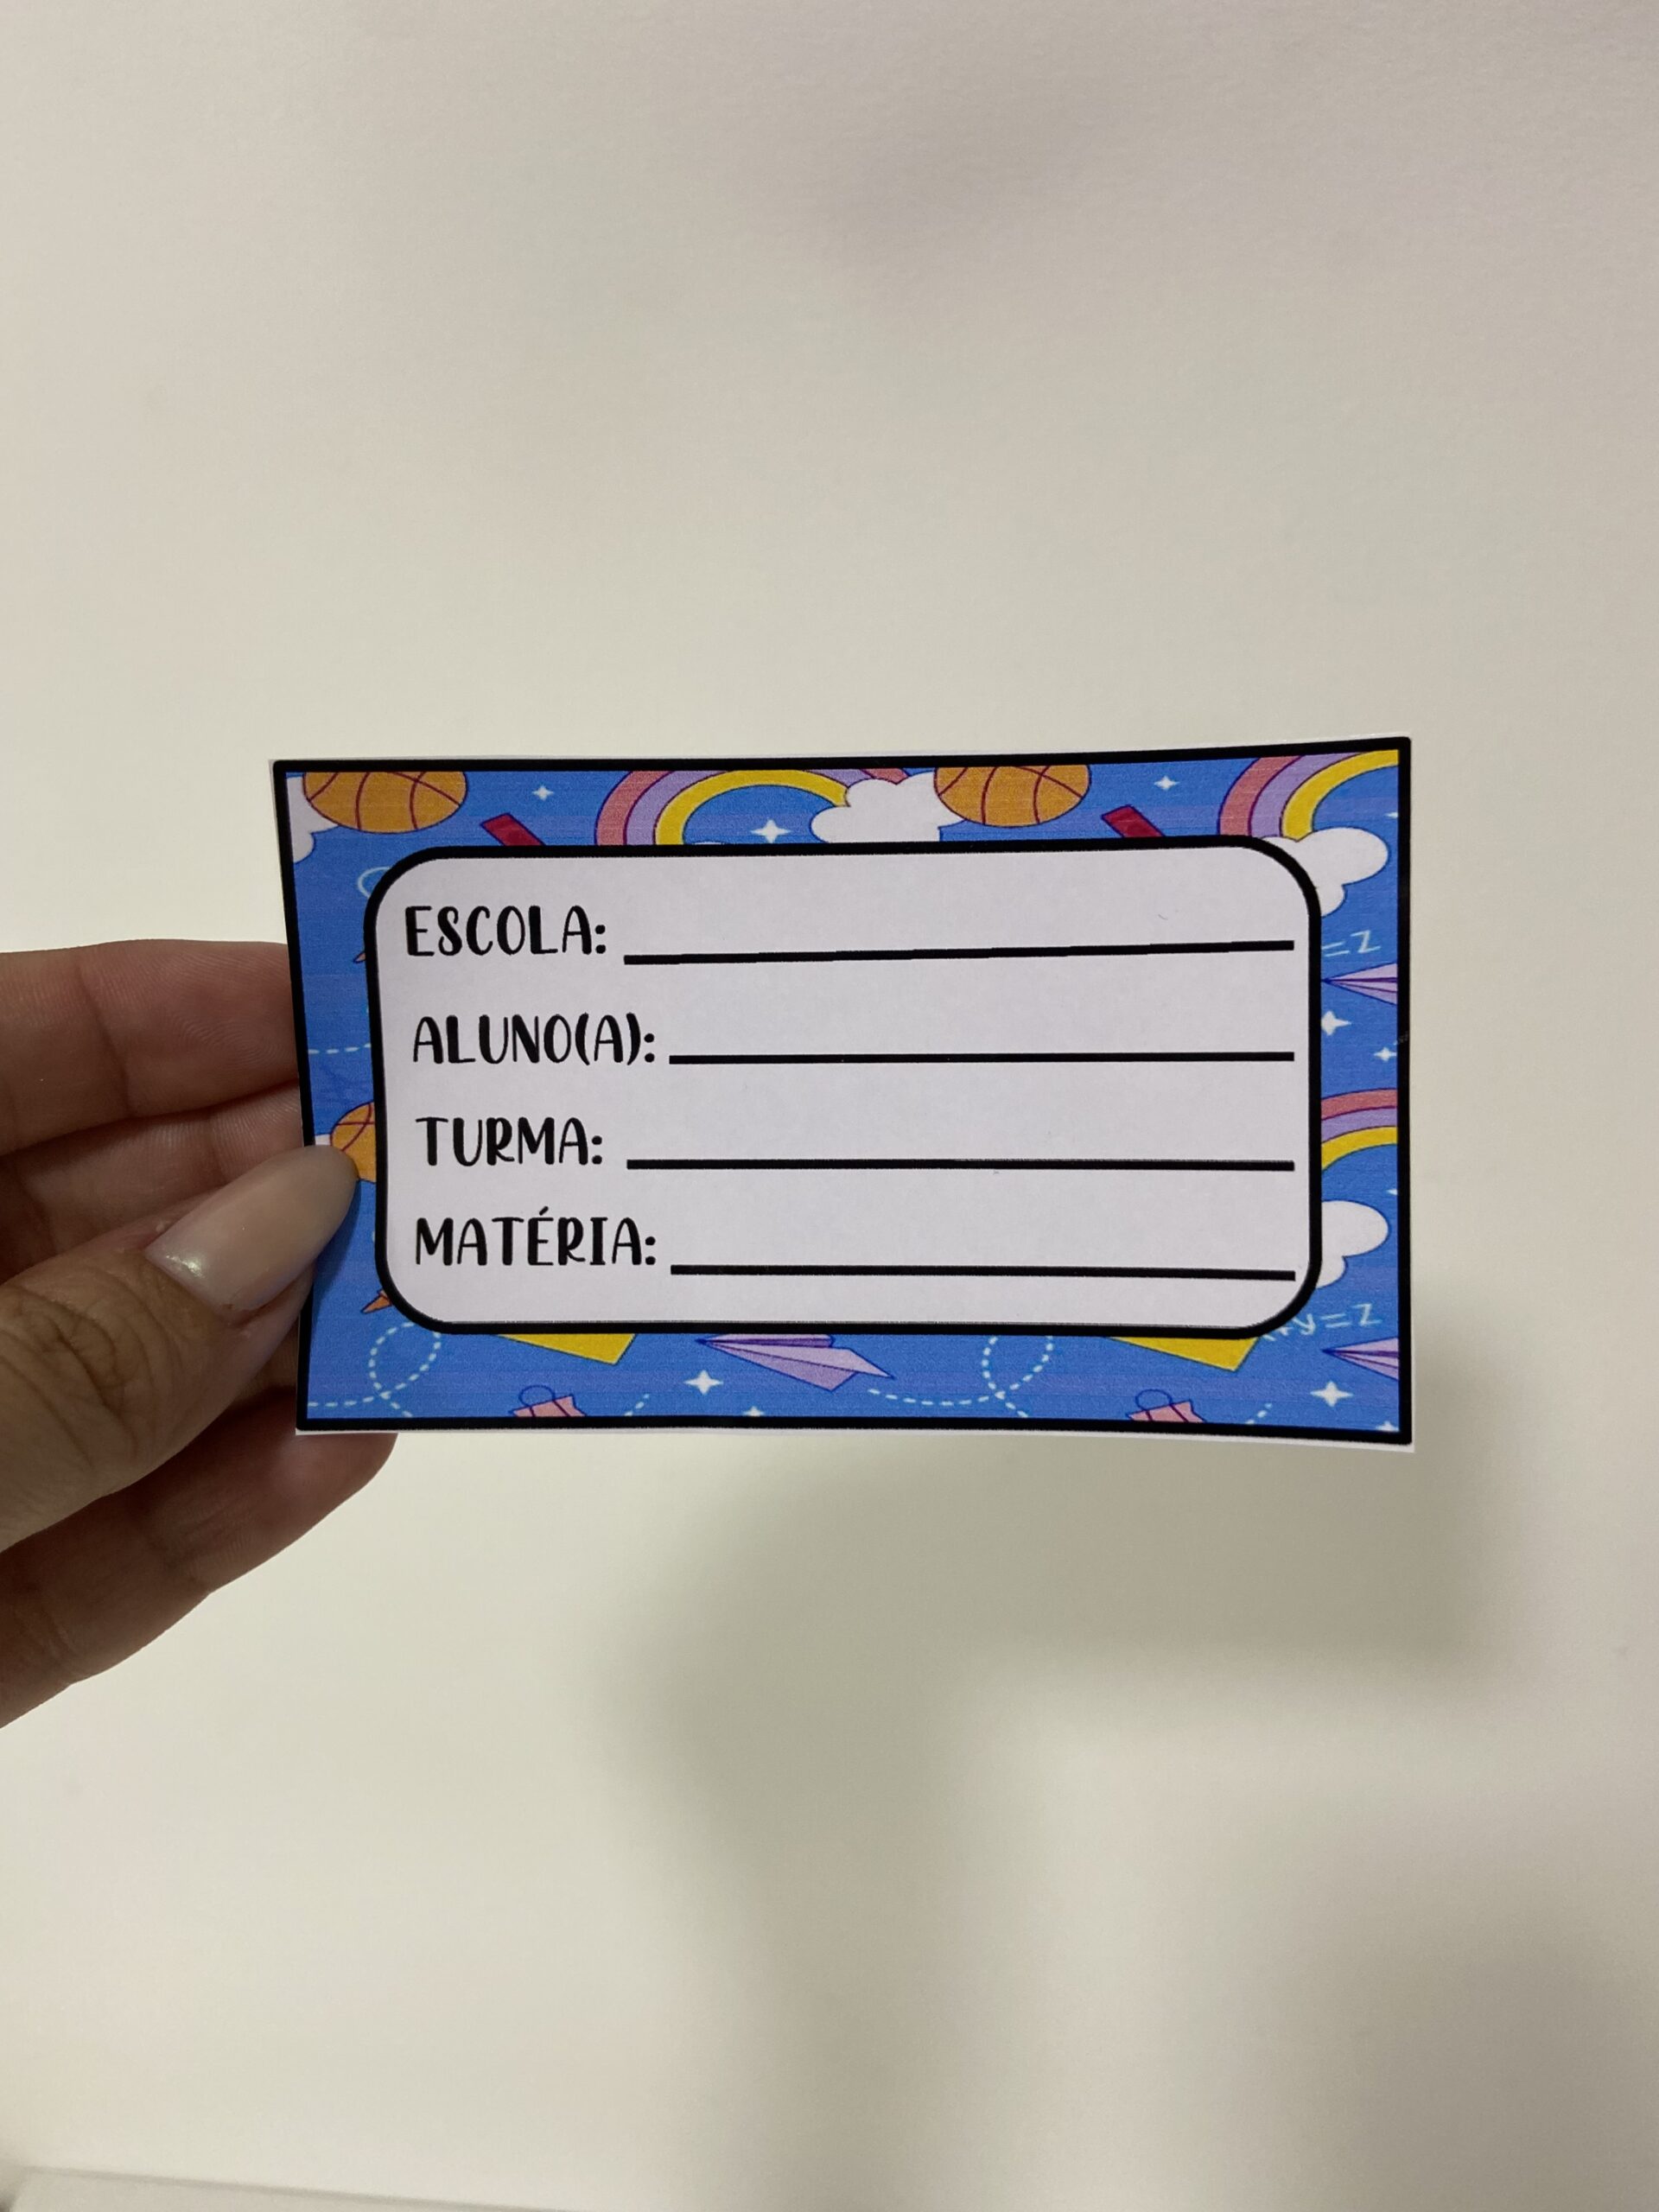 ESCOLA:
ALUNO(A):
TURMA:
MATÉRIA:
=Z
y=Z